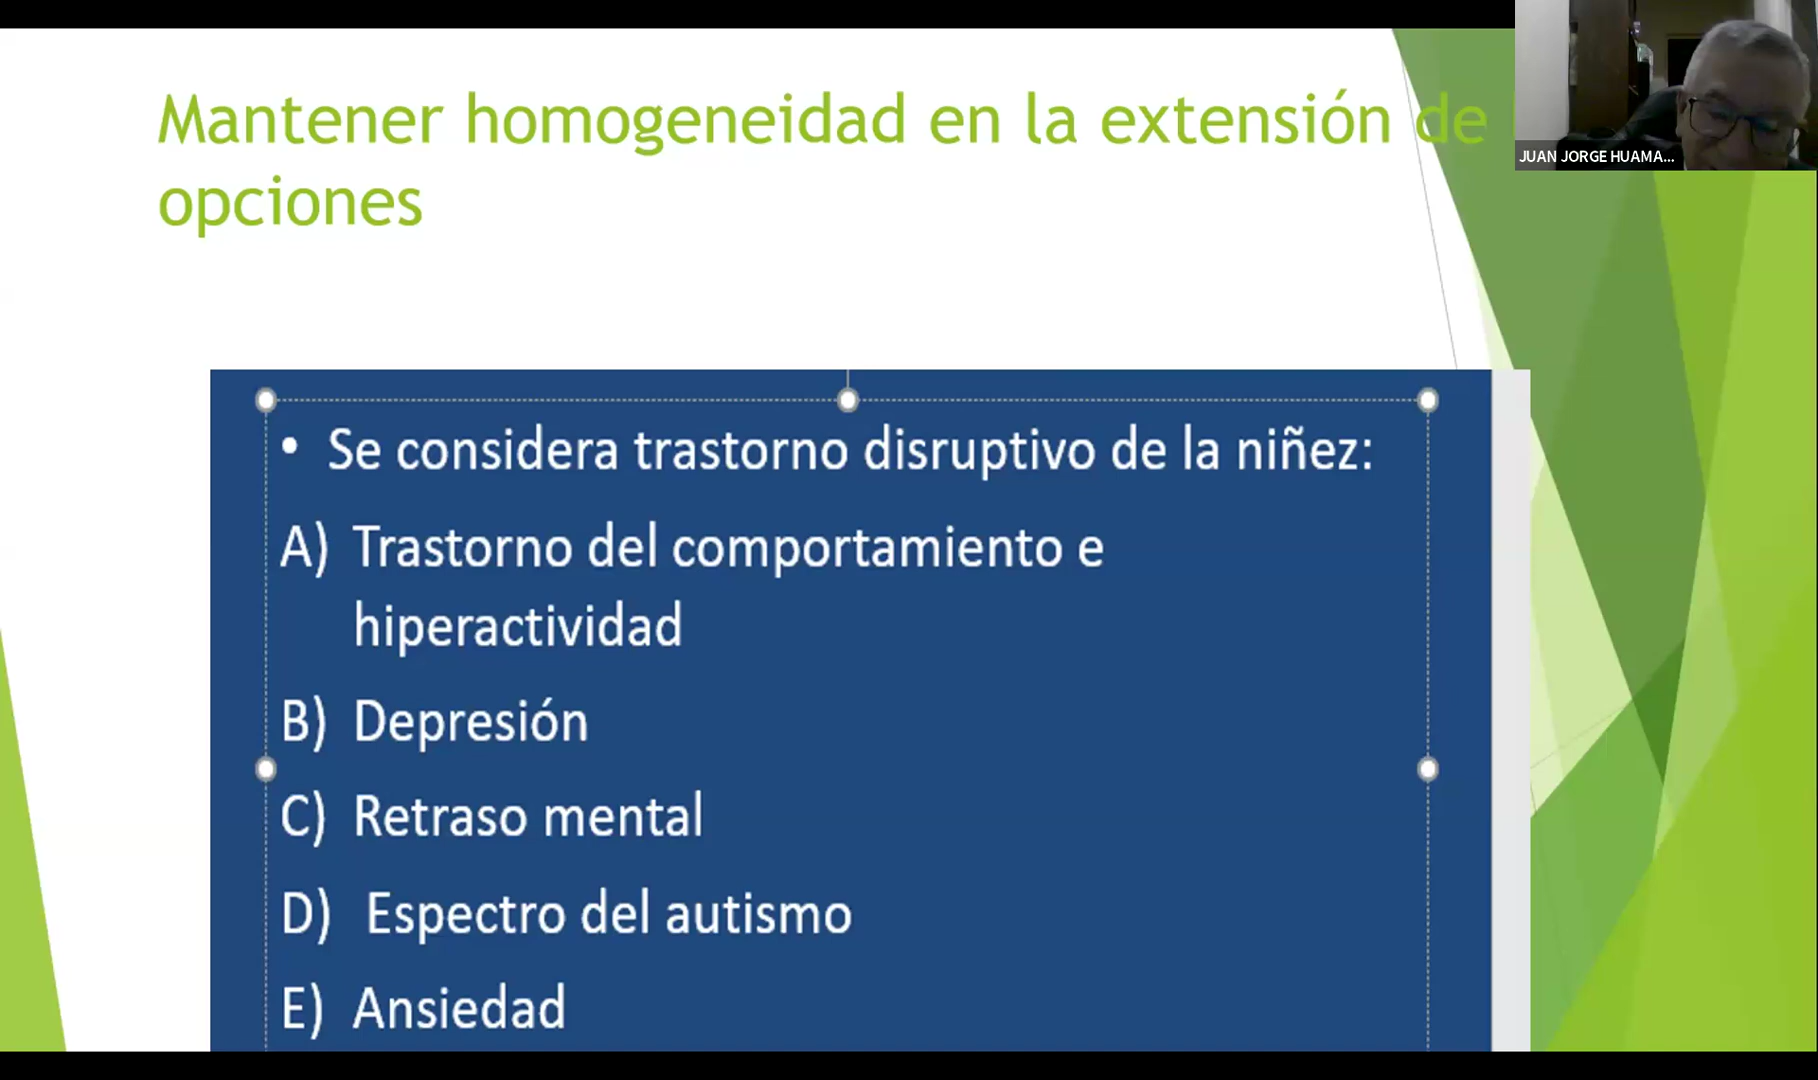 Mantener homogeneidad en la extensión de
opciones
JUAN JORGE HUAMA...
• Se considera trastorno disruptivo de la niñez:
A) Trastorno del comportamiento e
hiperactividad
B) Depresión
C) Retraso mental
D) Espectro del autismo
E) Ansiedad